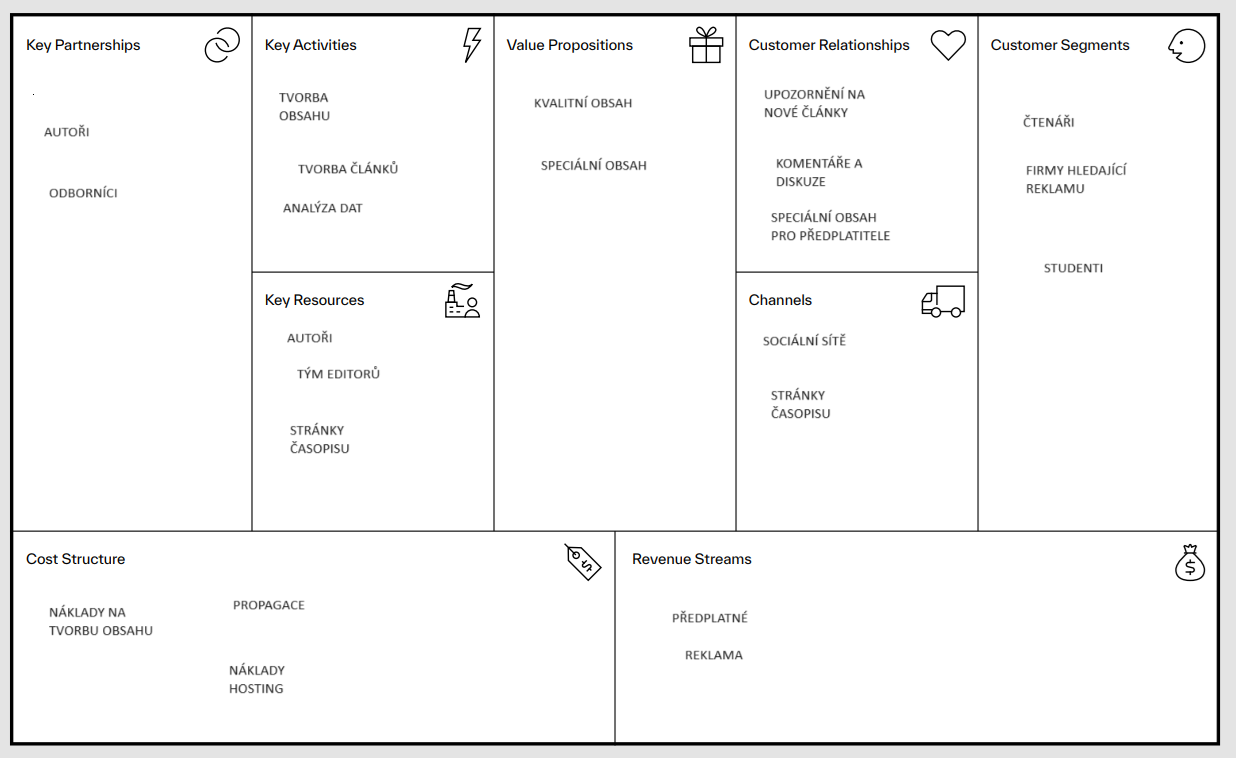 Key Partnerships
AUTOŘI
ODBORNÍCI
Key Activities
TVORBA
OBSAHU
TVORBA ČLÁNKŮ
ANALÝZA DAT
Key Resources
AUTOŘI
TÝM EDITORŮ
STRÁNKY
ČASOPISU
Value Propositions
KVALITNÍ OBSAH
SPECIÁLNÍ OBSAH
Customer Relationships
UPOZORNĚNÍ NA
NOVÉ ČLÁNKY
KOMENTÁŘE A
DISKUZE
SPECIÁLNÍ OBSAH
PRO PŘEDPLATITELE
Channels
SOCIÁLNÍ SÍTĚ
STRÁNKY
ČASOPISU
Customer Segments
ČTENÁŘI
FIRMY HLEDAJÍCÍ
REKLAMU
STUDENTI
Cost Structure
NÁKLADY NA
TVORBU OBSAHU
PROPAGACE
NÁKLADY
HOSTING
Revenue Streams
PŘEDPLATNÉ
REKLAMA